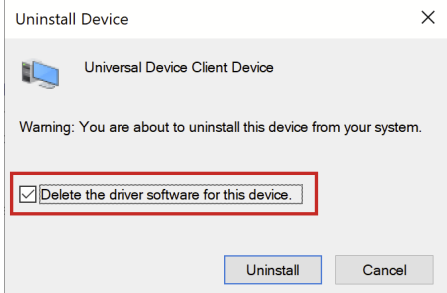 Uninstall Device
Universal Device Client Device
Warning: You are about to uninstall this device from your system.
Delete the driver software for this device.
Uninstall
Cancel